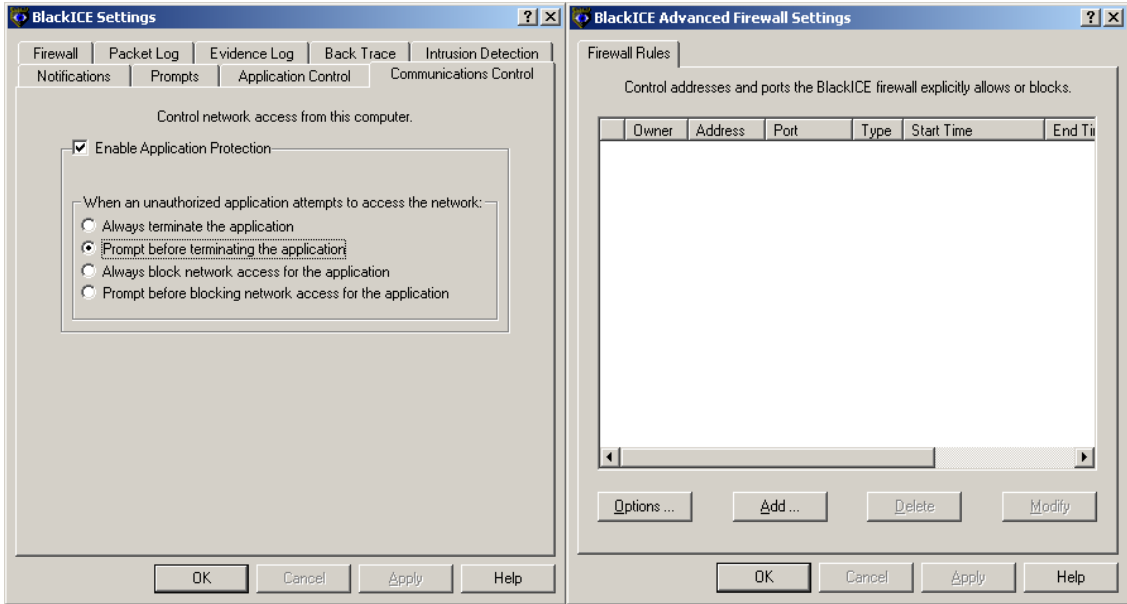 BlackICE Settings
Firewall Packet Log Evidence Log Back Trace Intrusion Detection
Notifications Prompts Application Control Communications Control
Control network access from this computer.
Enable Application Protection
When an unauthorized application attempts to access the network:
Always terminate the application
Prompt before terminating the application
Always block network access for the application
Prompt before blocking network access for the application
OK Cancel Apply Help
BlackICE Advanced Firewall Settings
Firewall Rules
Control addresses and ports the BlackICE firewall explicitly allows or blocks.
Owner Address Port Type Start Time End Ti
Options ... Add ... Delete Modify
OK Cancel Apply Help